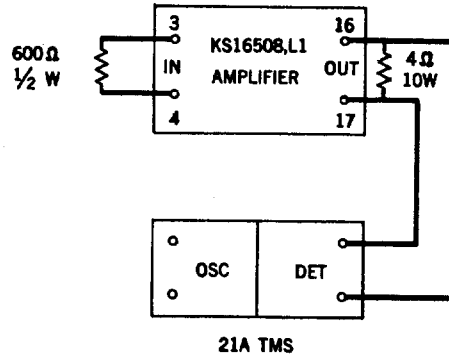 3
16
600Ω
½ W
IN
KS16508,L1
AMPLIFIER
OUT
4Ω
10W
4
17
OSC
DET
21A TMS